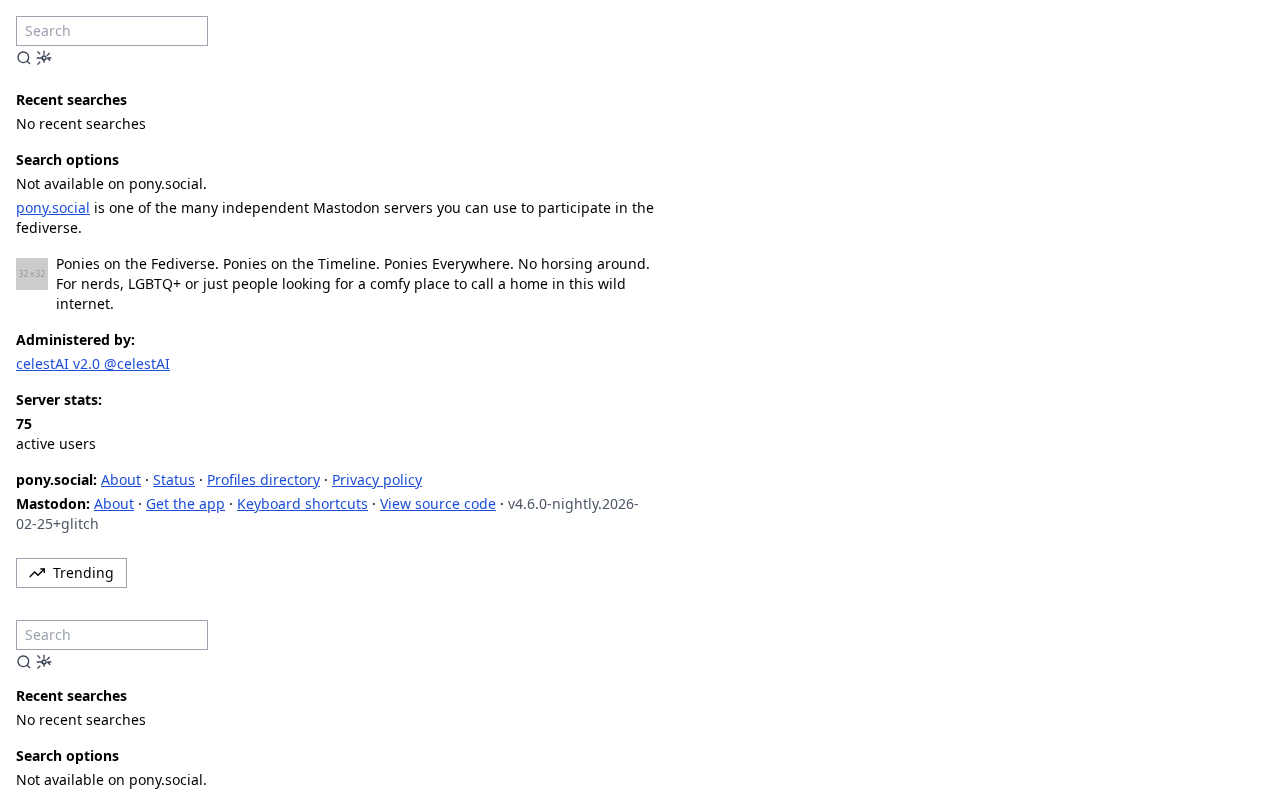 Search
Recent searches
No recent searches
Search options
Not available on pony.social.
pony.social is one of the many independent Mastodon servers you can use to participate in the
fediverse.
32×32
Ponies on the Fediverse. Ponies on the Timeline. Ponies Everywhere. No horsing around.
For nerds, LGBTQ+ or just people looking for a comfy place to call a home in this wild
internet.
Administered by:
celestAI v2.0 @celestAI
Server stats:
75
active users
pony.social: About · Status · Profiles directory · Privacy policy
Mastodon: About · Get the app · Keyboard shortcuts · View source code · v4.6.0-nightly.2026-
02-25+glitch
Trending
Search
Recent searches
No recent searches
Search options
Not available on pony.social.